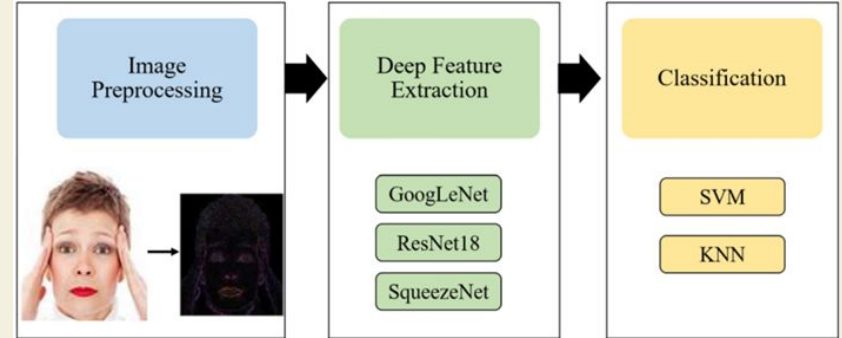 Image
Preprocessing
Deep Feature
Extraction
Classification
GoogLeNet
ResNet18
SqueezeNet
SVM
KNN